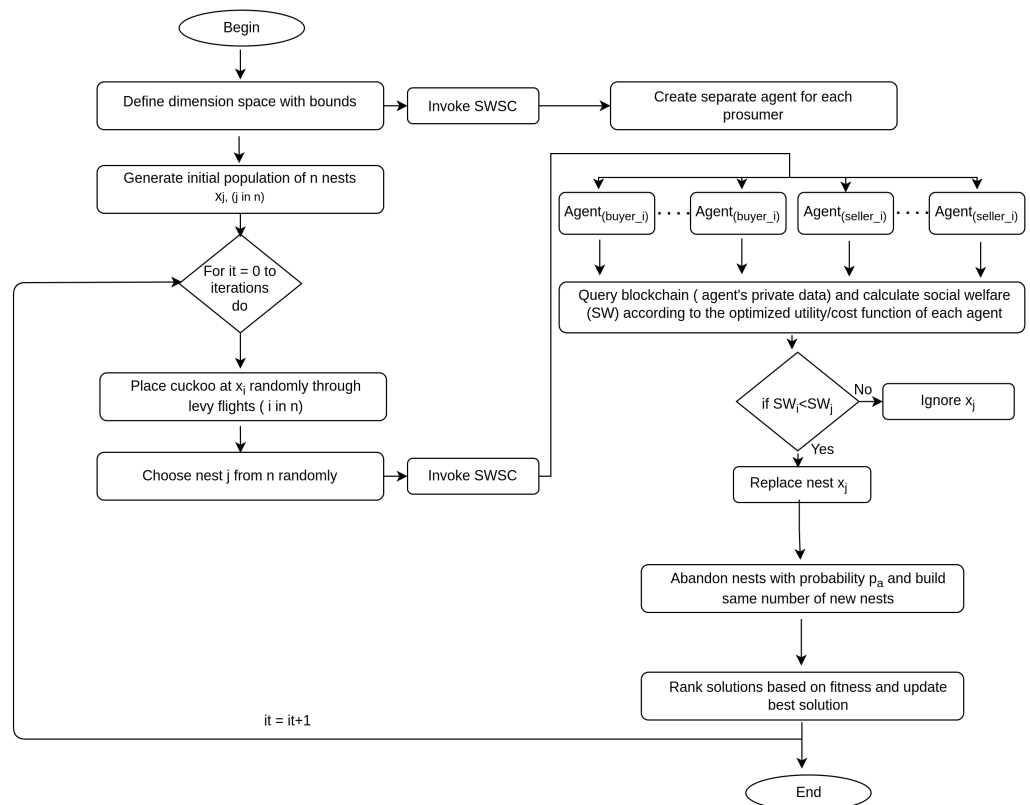 Begin
Define dimension space with bounds
Invoke SWSC
Create separate agent for each
prosumer
Generate initial population of n nests
xj, (j in n)
For it = 0 to
iterations
do
Place cuckoo at xi randomly through
levy flights ( i in n)
Choose nest j from n randomly
Invoke SWSC
Agent(buyer_i) . . . . Agent(buyer_i) Agent(seller_i) . . . . Agent(seller_i)
Query blockchain ( agent's private data) and calculate social welfare
(SW) according to the optimized utility/cost function of each agent
if SWi<SWj
No
Ignore xj
Yes
Replace nest xj
Abandon nests with probability pa and build
same number of new nests
Rank solutions based on fitness and update
best solution
it = it+1
End